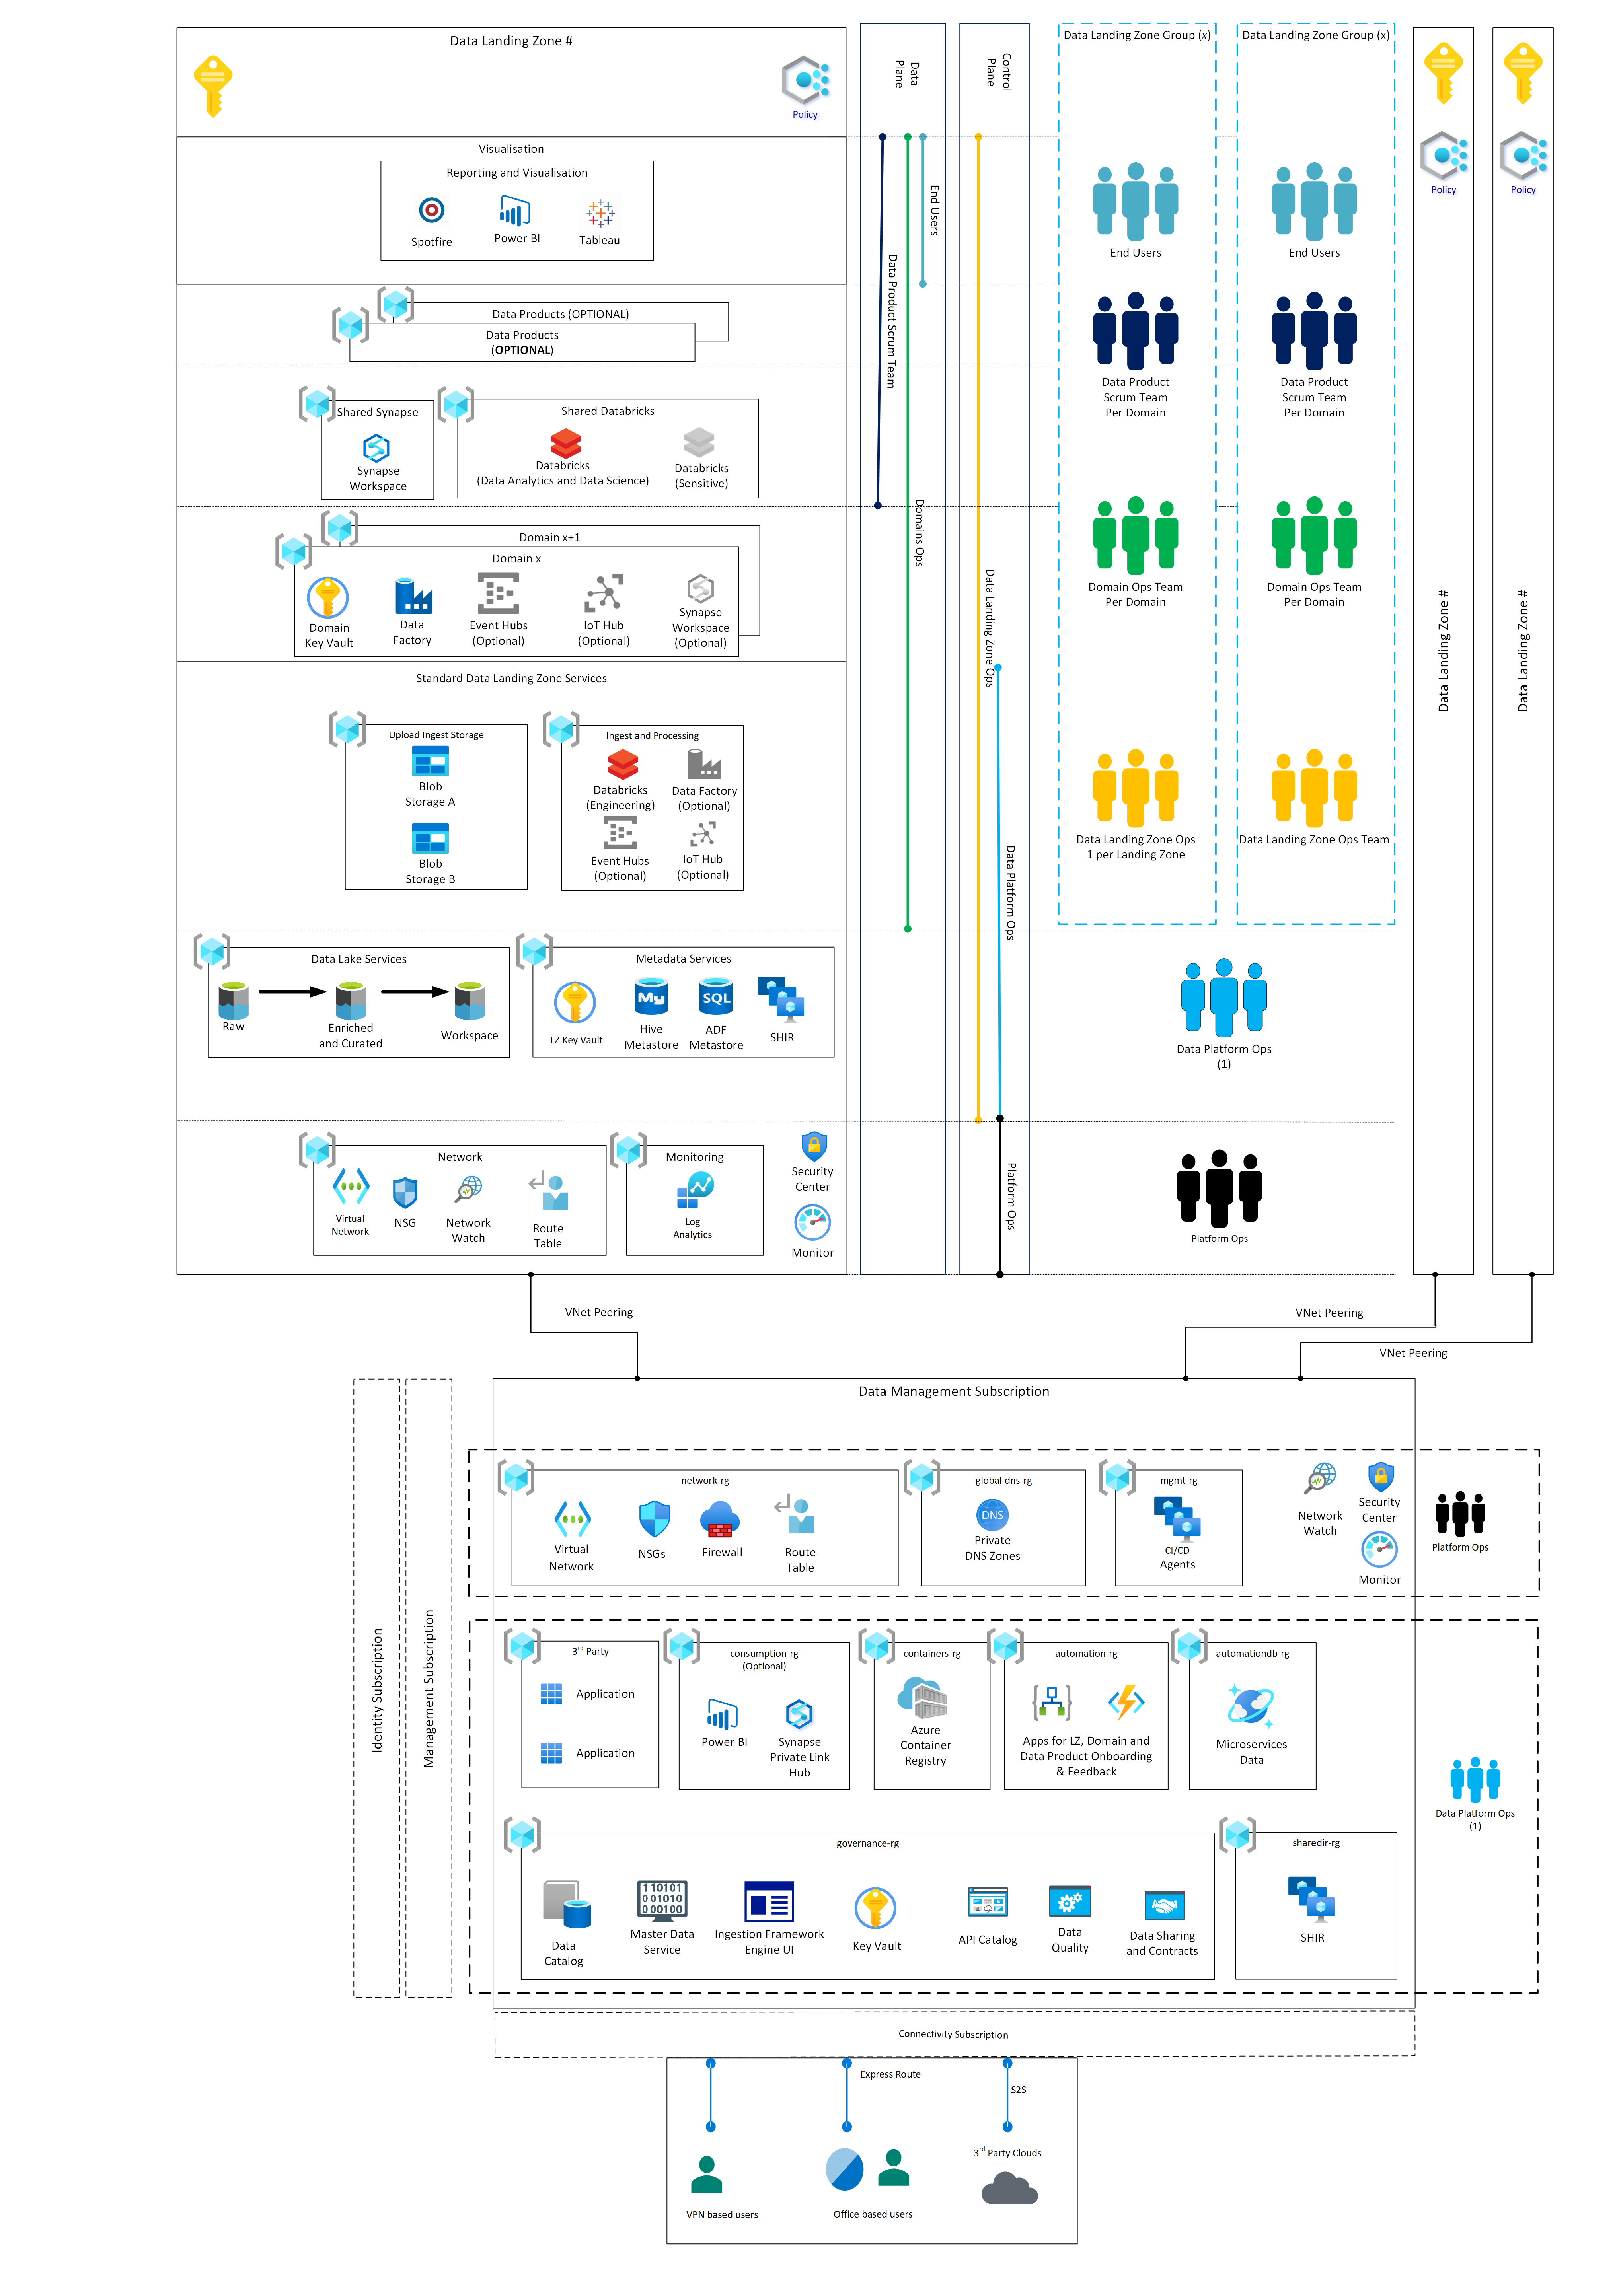 Data Landing Zone #
Policy
Data
Plane
Control
Plane
Data Landing Zone Group (x)
Data Landing Zone Group (x)
Policy
Policy
Visualisation
Reporting and Visualisation
Spotfire
Power BI
Tableau
End Users
Data Product Scrum Team
Domains Ops
Data Landing Zone Ops
Data Platform Ops
Platform Ops
End Users
End Users
Data Products (OPTIONAL)
Data Products
(OPTIONAL)
Data Product
Scrum Team
Per Domain
Data Product
Scrum Team
Per Domain
Shared Synapse
Synapse
Workspace
Shared Databricks
Databricks
(Data Analytics and Data Science)
Databricks
(Sensitive)
Domain x+1
Domain x
Domain
Key Vault
Data
Factory
Event Hubs
(Optional)
IoT Hub
(Optional)
Synapse
Workspace
(Optional)
Domain Ops Team
Per Domain
Domain Ops Team
Per Domain
Data Landing Zone #
Data Landing Zone #
Standard Data Landing Zone Services
Upload Ingest Storage
Blob
Storage A
Blob
Storage B
Ingest and Processing
Databricks
(Engineering)
Data Factory
(Optional)
Event Hubs
(Optional)
IoT Hub
(Optional)
Data Landing Zone Ops
1 per Landing Zone
Data Landing Zone Ops Team
Data Lake Services
Raw
Enriched
and Curated
Workspace
Metadata Services
LZ Key Vault
My
Hive
Metastore
SQL
ADF
Metastore
SHIR
Data Platform Ops
(1)
Network
Virtual
Network
NSG
Network
Watch
Route
Table
Monitoring
Log
Analytics
Security
Center
Monitor
Platform Ops
VNet Peering
VNet Peering
VNet Peering
Identity Subscription
Management Subscription
Data Management Subscription
network-rg
Virtual
Network
NSGs
Firewall
Route
Table
global-dns-rg
DNS
Private
DNS Zones
mgmt-rg
CI/CD
Agents
Network
Watch
Security
Center
Monitor
Platform Ops
3rd Party
Application
Application
consumption-rg
(Optional)
Power BI
Synapse
Private Link
Hub
containers-rg
Azure
Container
Registry
automation-rg
Apps for LZ, Domain and
Data Product Onboarding
& Feedback
automationdb-rg
Microservices
Data
Data Platform Ops
(1)
governance-rg
Data
Catalog
110101
001010
000100
Master Data
Service
Ingestion Framework
Engine UI
Key Vault
API Catalog
Data
Quality
Data Sharing
and Contracts
sharedir-rg
SHIR
Connectivity Subscription
Express Route
S2S
3rd Party Clouds
VPN based users
Office based users